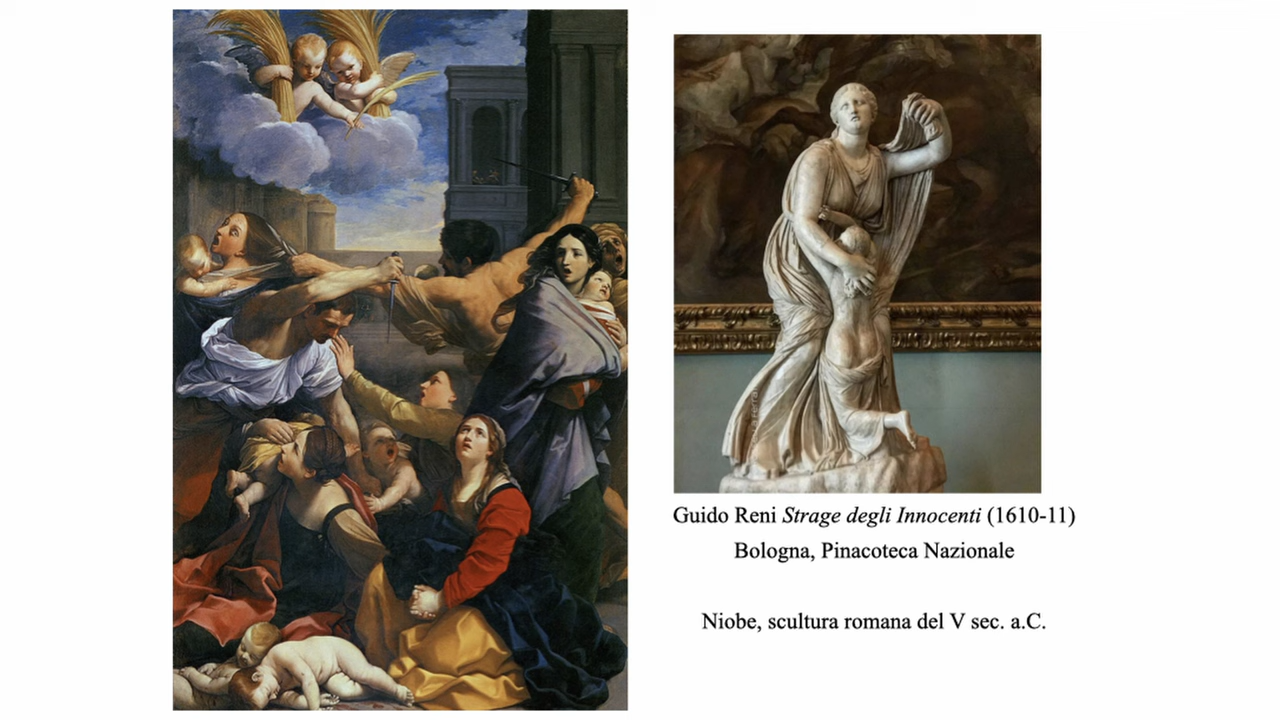 Guido Reni Strage degli Innocenti (1610-11)
Bologna, Pinacoteca Nazionale
Niobe, scultura romana del V sec. a.C.